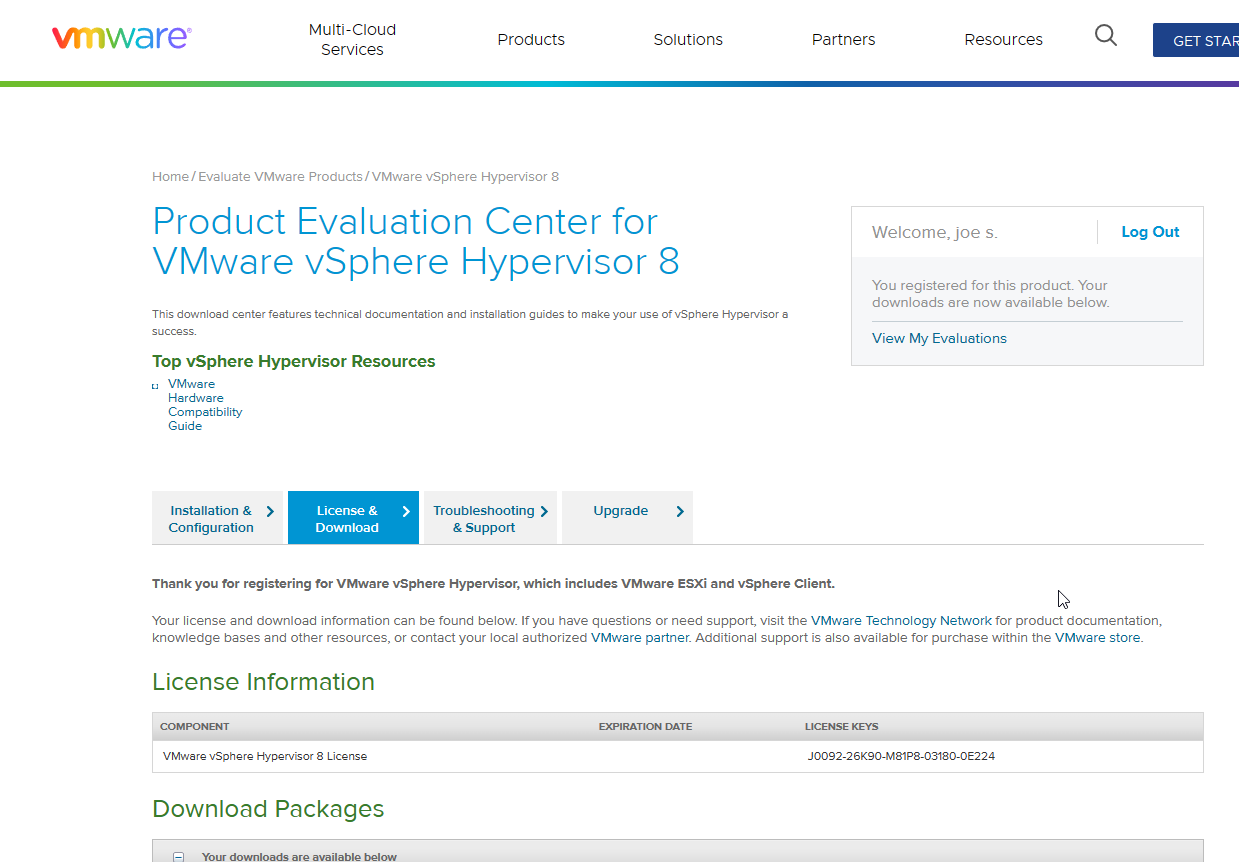 vmware®
Multi-Cloud
Services
Products
Solutions
Partners
Resources
GET STAR
Home / Evaluate VMware Products / VMware vSphere Hypervisor 8
Product Evaluation Center for
VMware vSphere Hypervisor 8
Welcome, joe s.
Log Out
You registered for this product. Your
downloads are now available below.
View My Evaluations
This download center features technical documentation and installation guides to make your use of vSphere Hypervisor a
success.
Top vSphere Hypervisor Resources
VMware
Hardware
Compatibility
Guide
Installation &
Configuration
License &
Download
Troubleshooting
& Support
Upgrade
Thank you for registering for VMware vSphere Hypervisor, which includes VMware ESXi and vSphere Client.
Your license and download information can be found below. If you have questions or need support, visit the VMware Technology Network for product documentation,
knowledge bases and other resources, or contact your local authorized VMware partner. Additional support is also available for purchase within the VMware store.
License Information
COMPONENT EXPIRATION DATE LICENSE KEYS
VMware vSphere Hypervisor 8 License J0092-26K90-M81P8-03180-0E224
Download Packages
Your downloads are available below